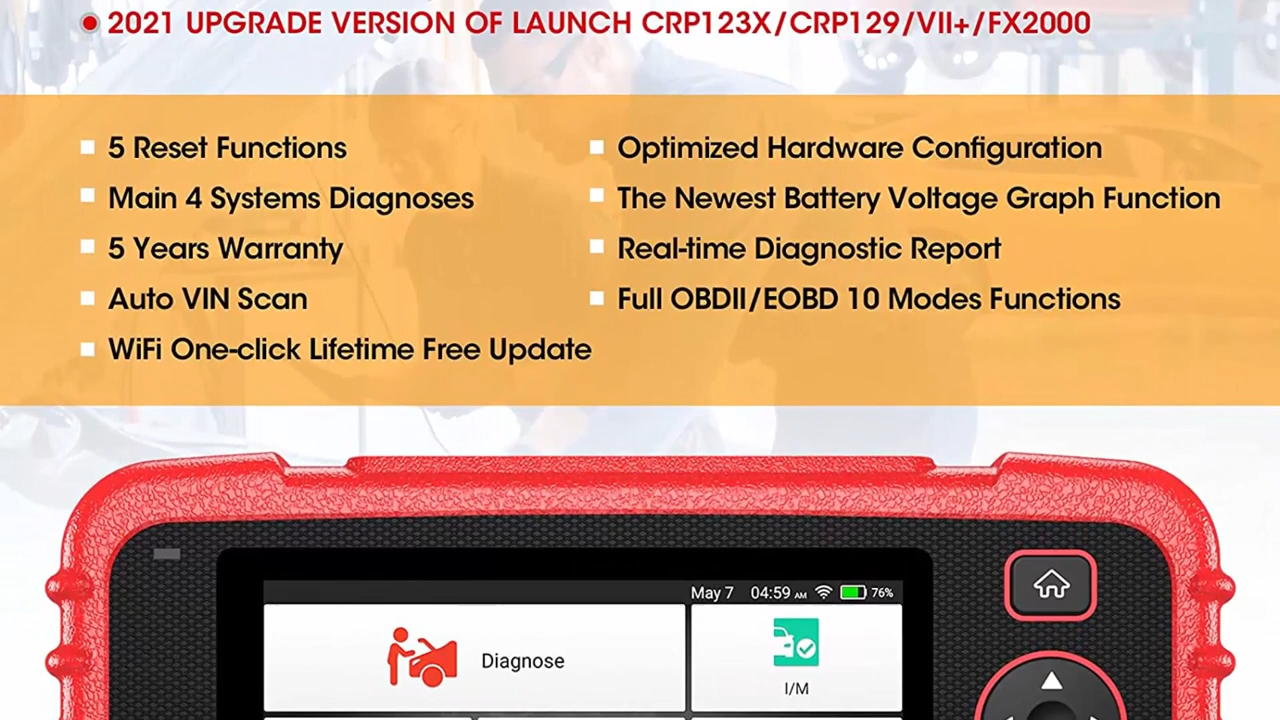 2021 UPGRADE VERSION OF LAUNCH CRP123X/CRP129/VII+/FX2000
5 Reset Functions
Main 4 Systems Diagnoses
5 Years Warranty
Auto VIN Scan
WiFi One-click Lifetime Free Update
Optimized Hardware Configuration
The Newest Battery Voltage Graph Function
Real-time Diagnostic Report
Full OBDII/EOBD 10 Modes Functions
May 7 04:59 AM 76%
Diagnose
I/M